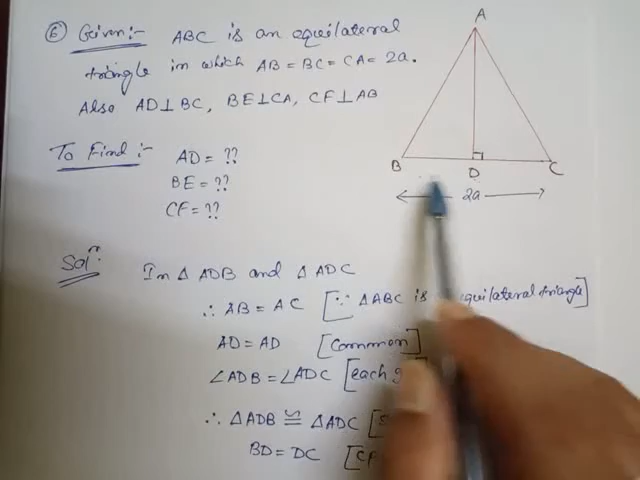 ⑥ Given:- ABC is an equilateral
triangle in which AB = BC = CA = 2a.
Also AD⊥BC, BE⊥CA, CF⊥AB
To Find:- AD = ??
BE = ??
CF = ??
A
B
D
C
2a
Solⁿ:
In Δ ADB and Δ ADC
∴ AB = AC [∵ ΔABC is equilateral triangle]
AD = AD [Common]
∠ADB = ∠ADC [each
∴ ΔADB ≅ ΔADC [
BD = DC [CP